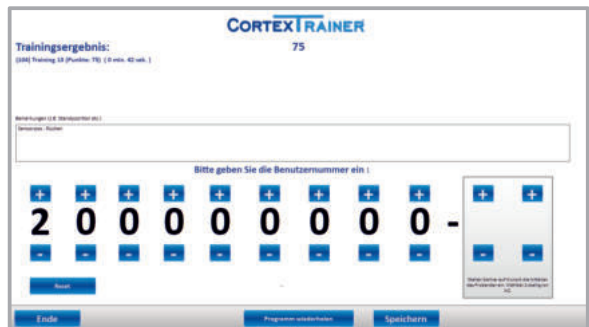 CORTEXTRAINER
Trainingsergebnis: 75
(104) Training 10 (Punkte: 75) ( 0 min. 42 sek. )
Bemerkungen (z.B. Standposition etc.)
Sensorpos.: Rücken
Bitte geben Sie die Benutzernummer ein :
+ + + + + + + + + + +
2 0 0 0 0 0 0 0 0 -
- - - - - - - - - - -
Reset
Ende Programm wiederholen Speichern